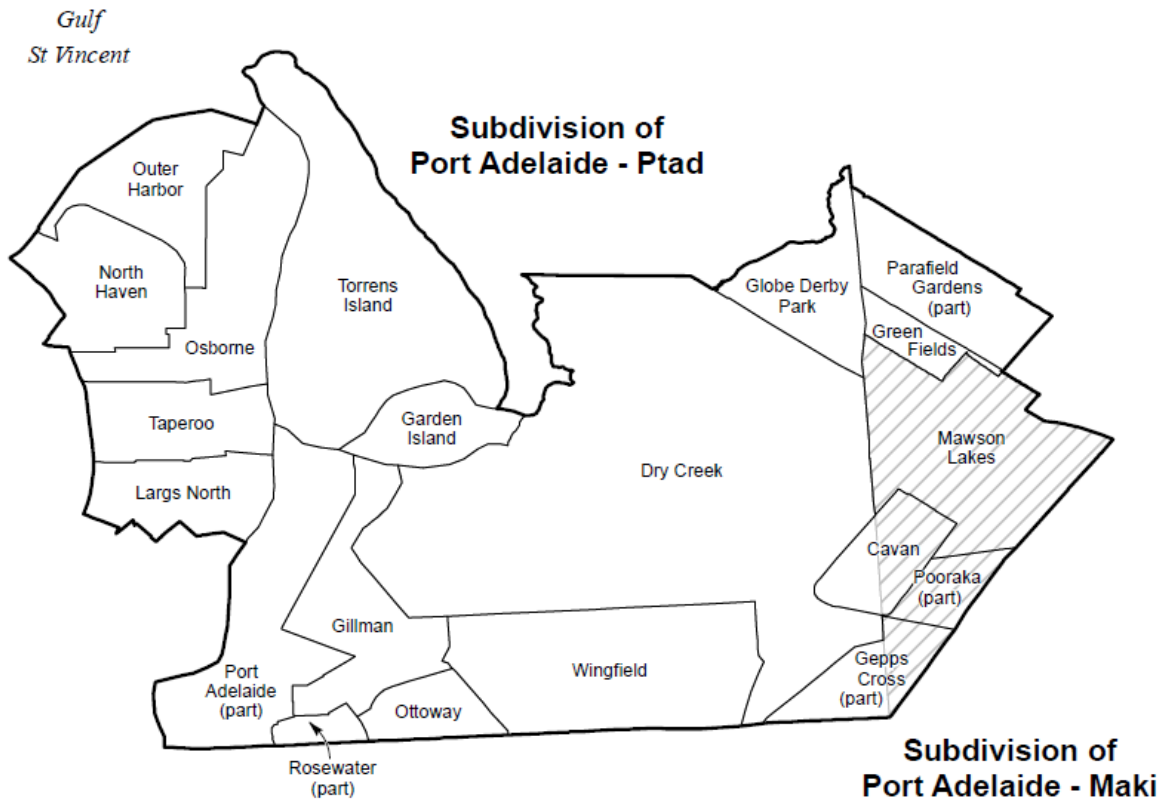 Gulf
St Vincent
Subdivision of
Port Adelaide - Ptad
Outer
Harbor
North
Haven
Torrens
Island
Globe Derby
Park
Parafield
Gardens
(part)
Green
Fields
Osborne
Taperoo
Garden
Island
Mawson
Lakes
Largs North
Dry Creek
Cavan
Pooraka
(part)
Gillman
Wingfield
Gepps
Cross
(part)
Port
Adelaide
(part)
Ottoway
Rosewater
(part)
Subdivision of
Port Adelaide - Maki